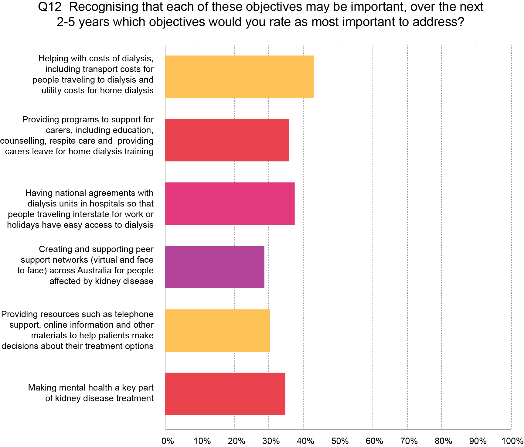 Q12 Recognising that each of these objectives may be important, over the next
2-5 years which objectives would you rate as most important to address?
Helping with costs of dialysis,
including transport costs for
people traveling to dialysis and
utility costs for home dialysis
Providing programs to support for
carers, including education,
counselling, respite care and providing
carers leave for home dialysis training
Having national agreements with
dialysis units in hospitals so that
people traveling interstate for work or
holidays have easy access to dialysis
Creating and supporting peer
support networks (virtual and face
to face) across Australia for people
affected by kidney disease
Providing resources such as telephone
support, online information and other
materials to help patients make
decisions about their treatment options
Making mental health a key part
of kidney disease treatment
0% 10% 20% 30% 40% 50% 60% 70% 80% 90% 100%